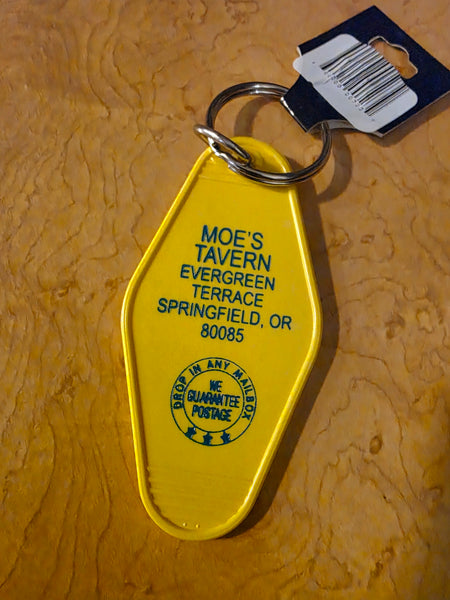 MOE'S
TAVERN
EVERGREEN
TERRACE
SPRINGFIELD, OR
80085
DROP IN ANY MAILBOX
WE
GUARANTEE
POSTAGE